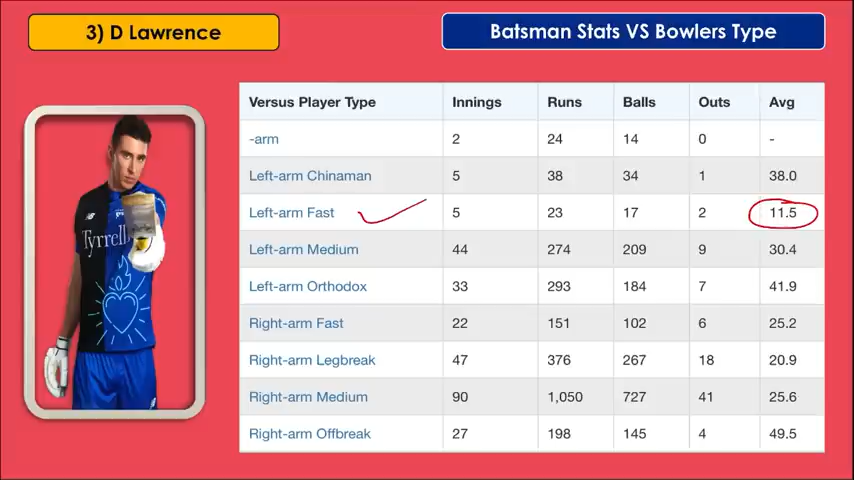 3) D Lawrence
Batsman Stats VS Bowlers Type
Versus Player Type Innings Runs Balls Outs Avg
-arm 2 24 14 0 -
Left-arm Chinaman 5 38 34 1 38.0
Left-arm Fast 5 23 17 2 11.5
Left-arm Medium 44 274 209 9 30.4
Left-arm Orthodox 33 293 184 7 41.9
Right-arm Fast 22 151 102 6 25.2
Right-arm Legbreak 47 376 267 18 20.9
Right-arm Medium 90 1,050 727 41 25.6
Right-arm Offbreak 27 198 145 4 49.5
Tyrrell